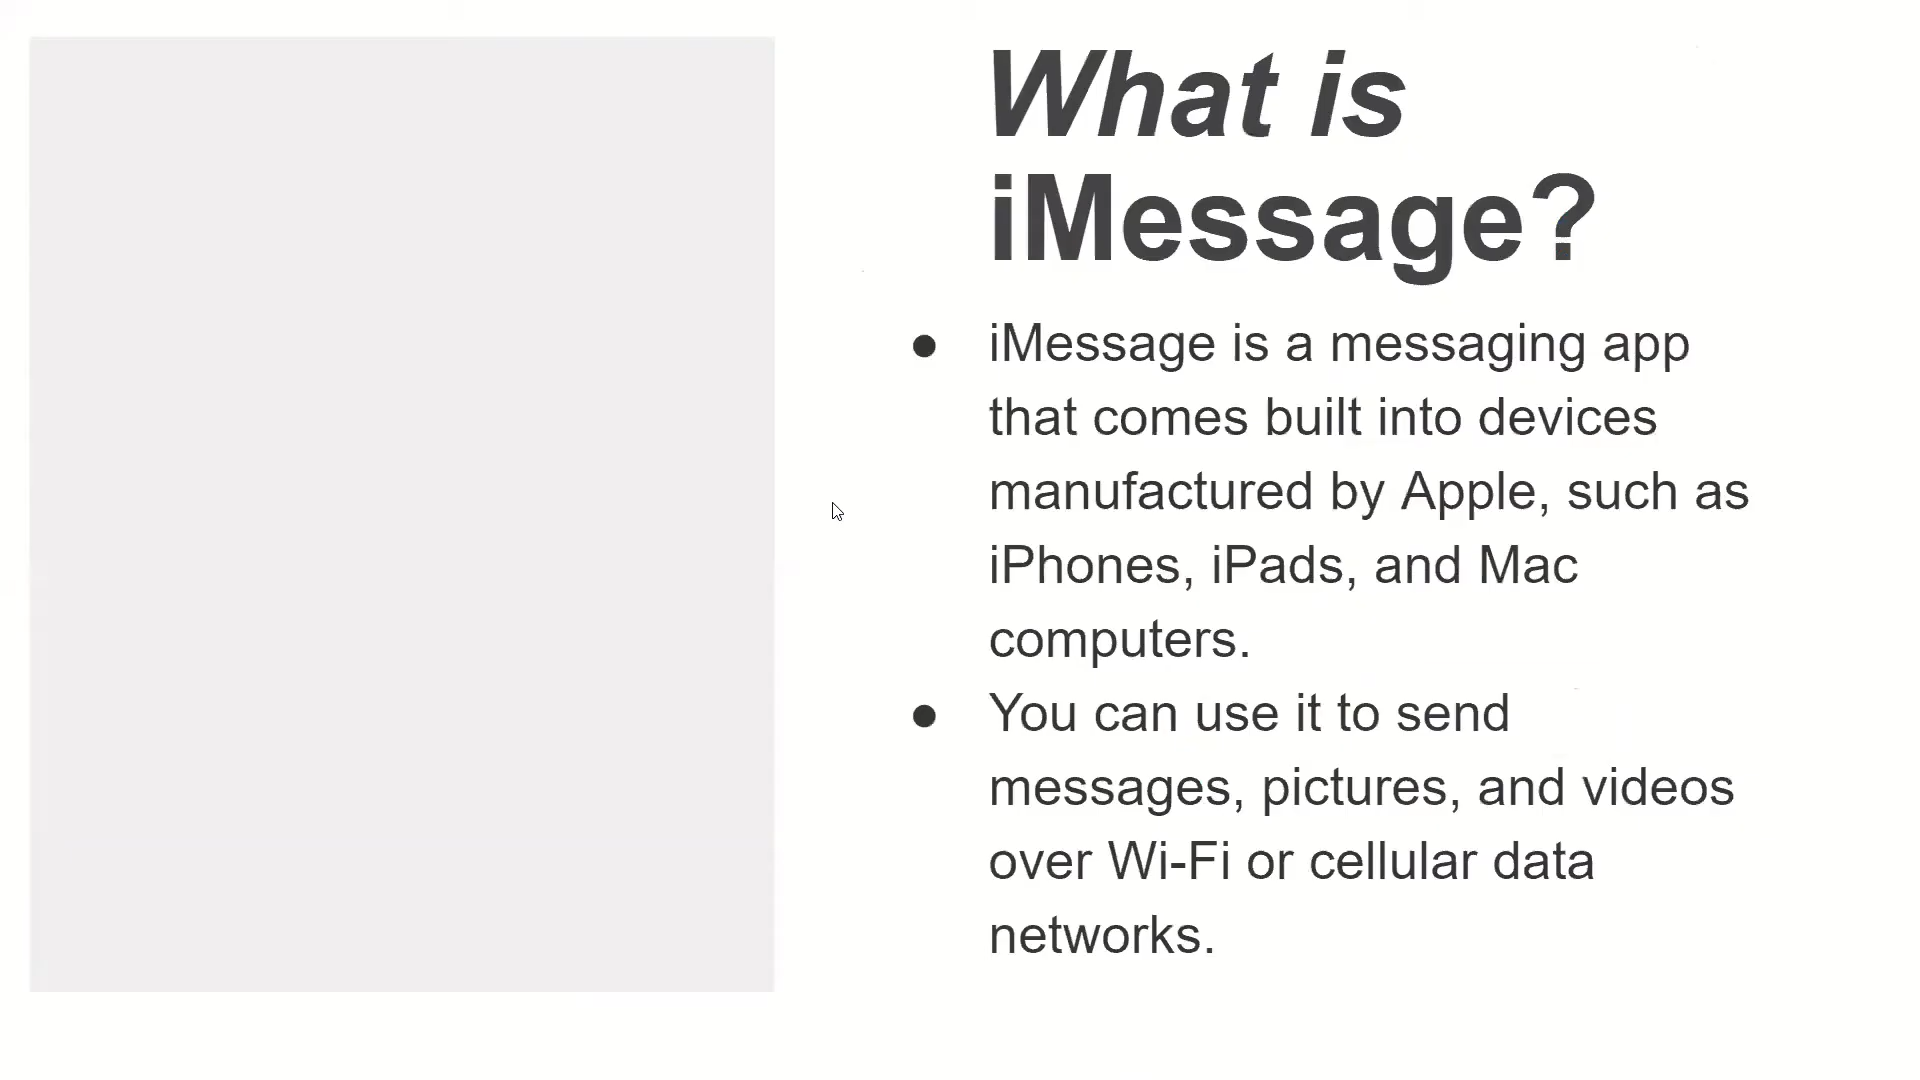 What is
iMessage?
● iMessage is a messaging app
that comes built into devices
manufactured by Apple, such as
iPhones, iPads, and Mac
computers.
● You can use it to send
messages, pictures, and videos
over Wi-Fi or cellular data
networks.